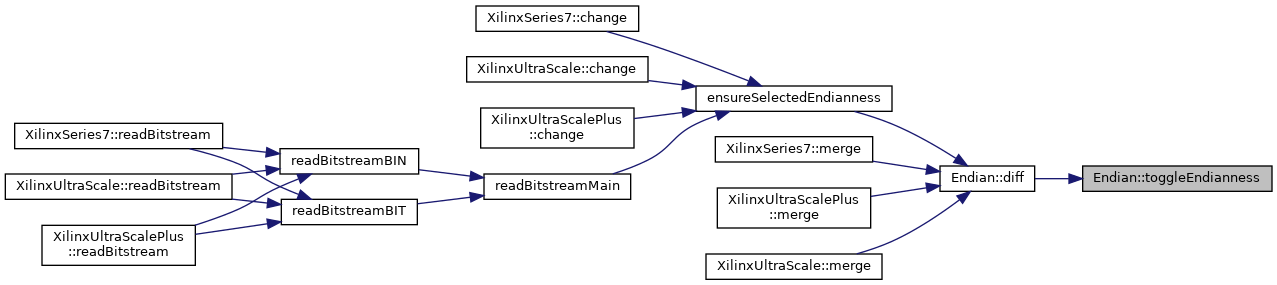 XilinxSeries7::change
XilinxUltraScale::change
ensureSelectedEndianness
XilinxUltraScalePlus
::change
XilinxSeries7::readBitstream
XilinxSeries7::merge
readBitstreamBIN
Endian::diff
Endian::toggleEndianness
XilinxUltraScale::readBitstream
readBitstreamMain
XilinxUltraScalePlus
::merge
readBitstreamBIT
XilinxUltraScalePlus
::readBitstream
XilinxUltraScale::merge